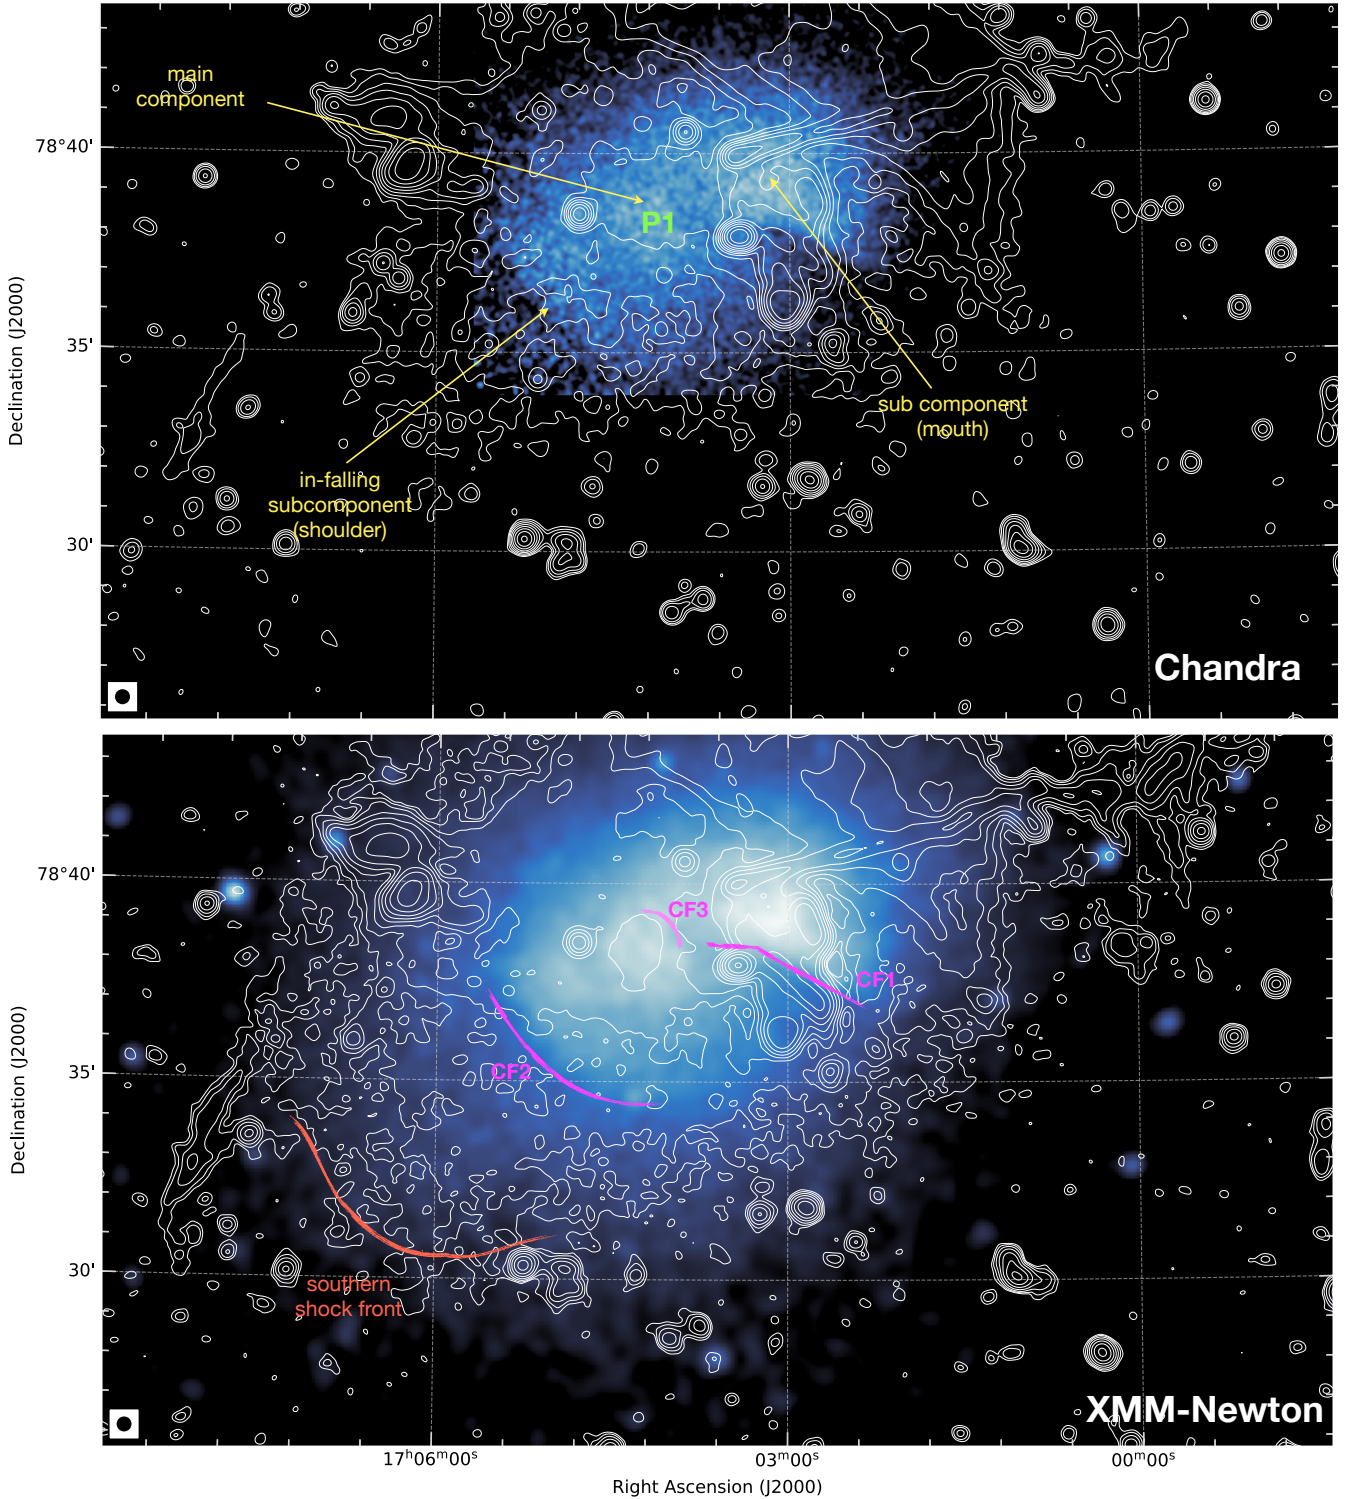 main
component
78°40'
P1
Declination (J2000)
35'
sub component
(mouth)
in-falling
subcomponent
(shoulder)
30'
Chandra
78°40'
CF3
CF1
Declination (J2000)
35'
CF2
30'
southern
shock front
XMM-Newton
17h06m00s 03m00s 00m00s
Right Ascension (J2000)